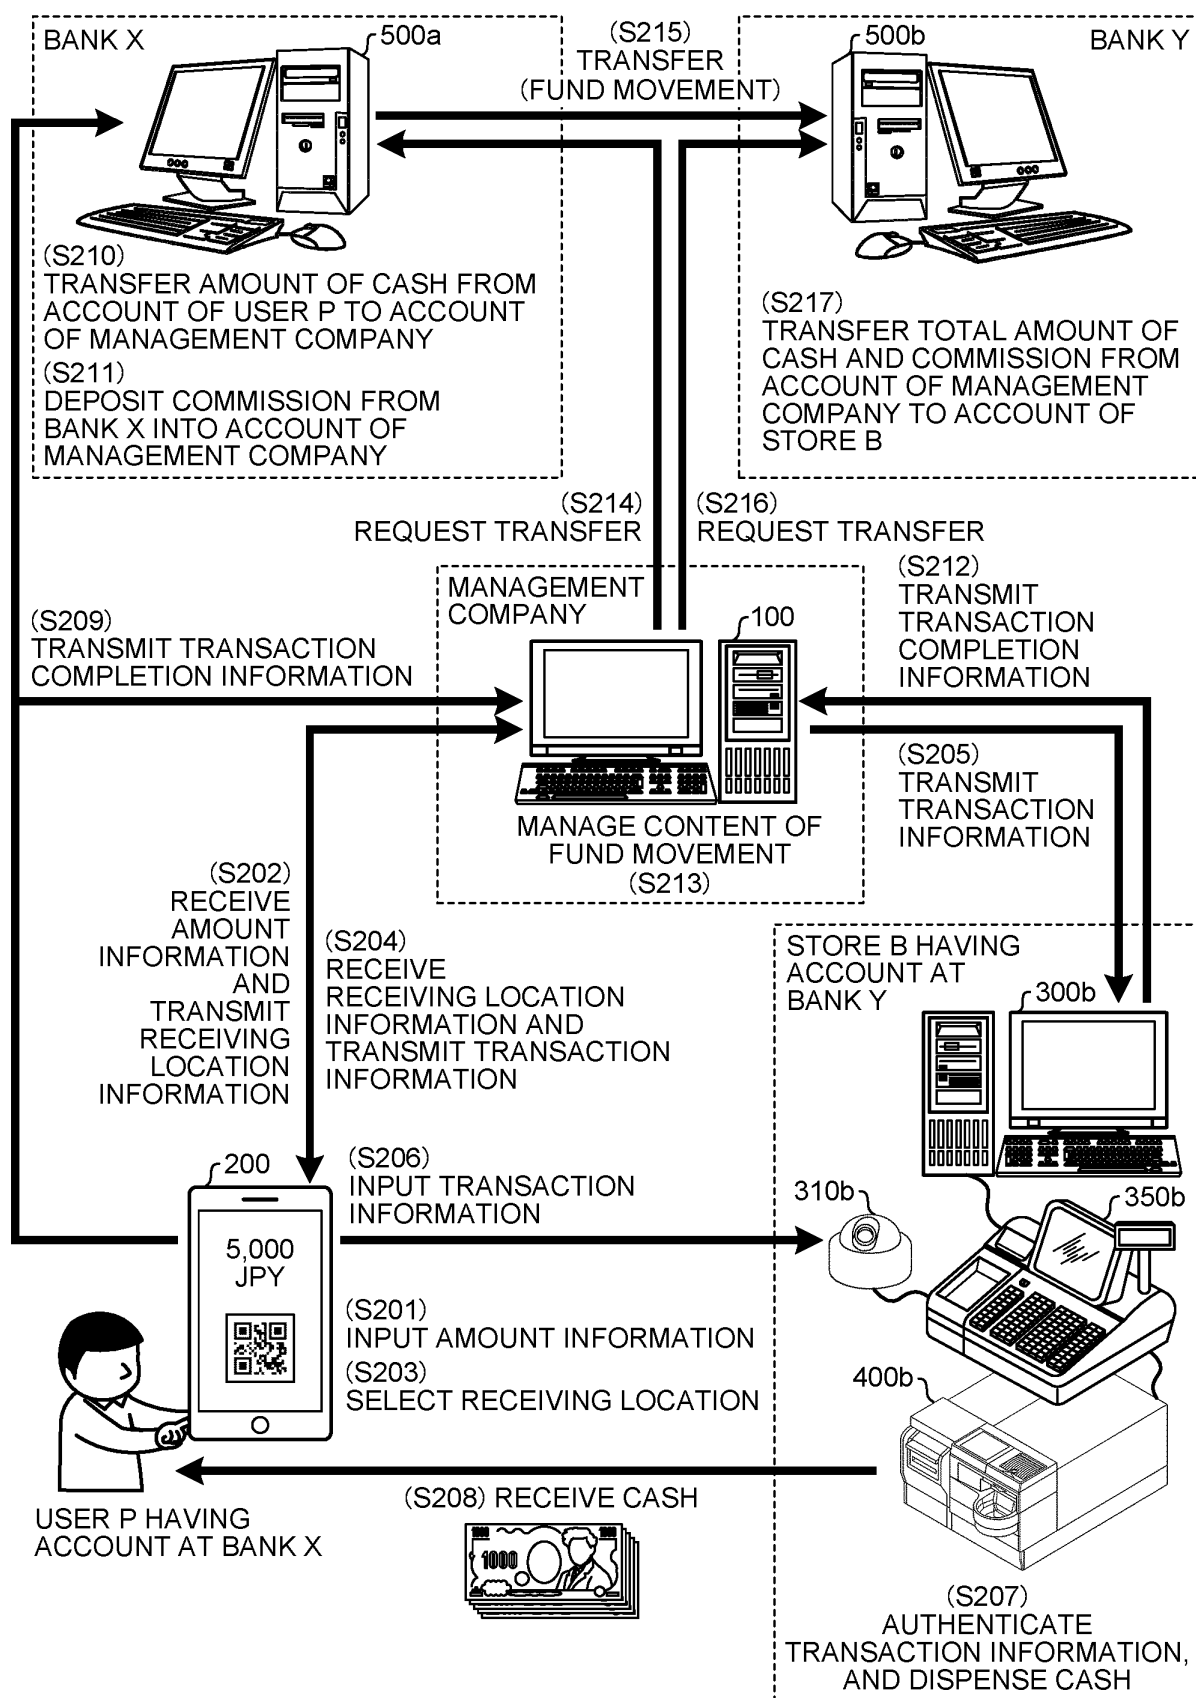 BANK X
500a
(S215)
TRANSFER
(FUND MOVEMENT)
500b
BANK Y
(S210)
TRANSFER AMOUNT OF CASH FROM
ACCOUNT OF USER P TO ACCOUNT
OF MANAGEMENT COMPANY
(S211)
DEPOSIT COMMISSION FROM
BANK X INTO ACCOUNT OF
MANAGEMENT COMPANY
(S217)
TRANSFER TOTAL AMOUNT OF
CASH AND COMMISSION FROM
ACCOUNT OF MANAGEMENT
COMPANY TO ACCOUNT OF
STORE B
(S214)
REQUEST TRANSFER
(S216)
REQUEST TRANSFER
(S209)
TRANSMIT TRANSACTION
COMPLETION INFORMATION
MANAGEMENT
COMPANY
100
(S212)
TRANSMIT
TRANSACTION
COMPLETION
INFORMATION
(S205)
TRANSMIT
TRANSACTION
INFORMATION
MANAGE CONTENT OF
FUND MOVEMENT
(S213)
(S202)
RECEIVE
AMOUNT
INFORMATION
AND
TRANSMIT
RECEIVING
LOCATION
INFORMATION
(S204)
RECEIVE
RECEIVING LOCATION
INFORMATION AND
TRANSMIT TRANSACTION
INFORMATION
STORE B HAVING
ACCOUNT AT
BANK Y
300b
200
(S206)
INPUT TRANSACTION
INFORMATION
310b
350b
5,000
JPY
(S201)
INPUT AMOUNT INFORMATION
(S203)
SELECT RECEIVING LOCATION
400b
(S208) RECEIVE CASH
USER P HAVING
ACCOUNT AT BANK X
1000
1000
1000
(S207)
AUTHENTICATE
TRANSACTION INFORMATION,
AND DISPENSE CASH